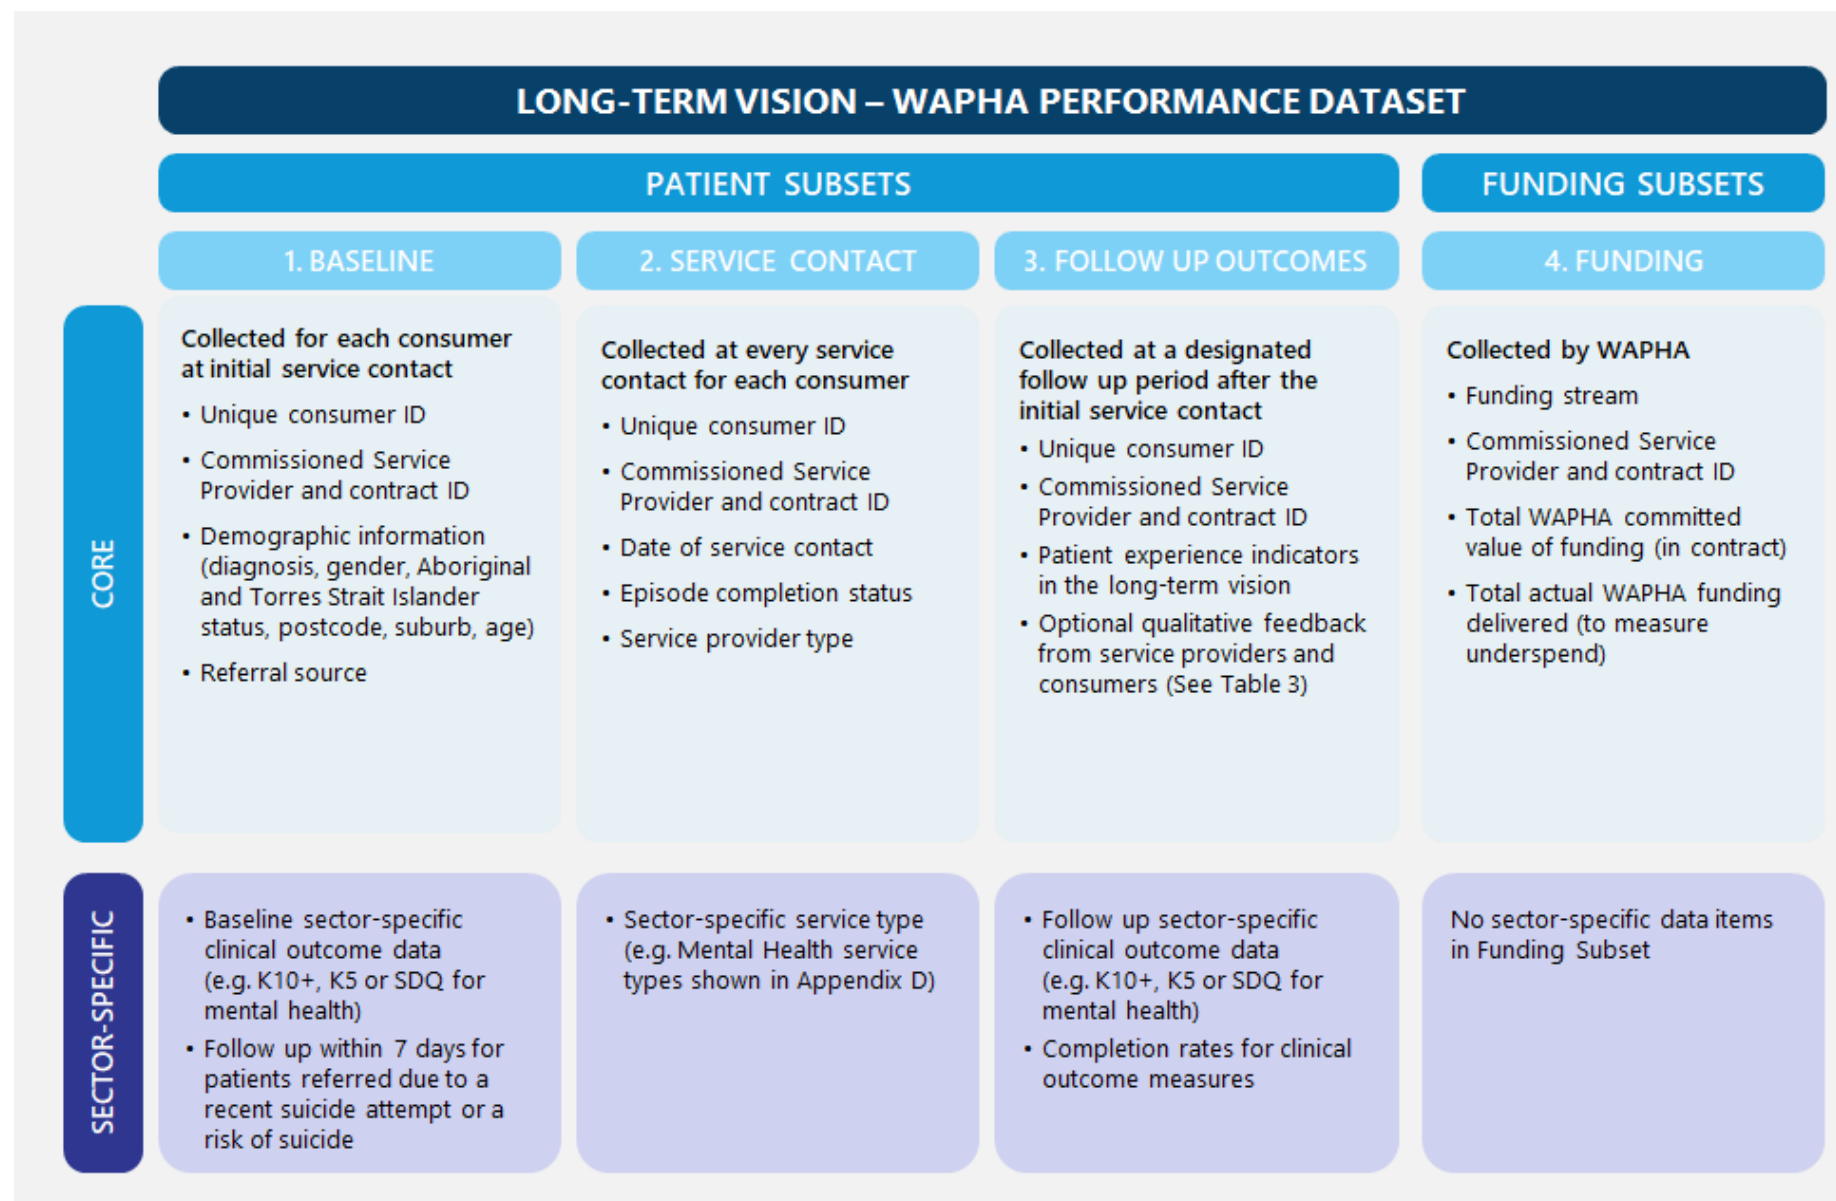 LONG-TERM VISION – WAPHA PERFORMANCE DATASET
PATIENT SUBSETS
FUNDING SUBSETS
1. BASELINE
2. SERVICE CONTACT
3. FOLLOW UP OUTCOMES
4. FUNDING
CORE
Collected for each consumer
at initial service contact
• Unique consumer ID
• Commissioned Service
Provider and contract ID
• Demographic information
(diagnosis, gender, Aboriginal
and Torres Strait Islander
status, postcode, suburb, age)
• Referral source
Collected at every service
contact for each consumer
• Unique consumer ID
• Commissioned Service
Provider and contract ID
• Date of service contact
• Episode completion status
• Service provider type
Collected at a designated
follow up period after the
initial service contact
• Unique consumer ID
• Commissioned Service
Provider and contract ID
• Patient experience indicators
in the long-term vision
• Optional qualitative feedback
from service providers and
consumers (See Table 3)
Collected by WAPHA
• Funding stream
• Commissioned Service
Provider and contract ID
• Total WAPHA committed
value of funding (in contract)
• Total actual WAPHA funding
delivered (to measure
underspend)
SECTOR-SPECIFIC
• Baseline sector-specific
clinical outcome data
(e.g. K10+, K5 or SDQ for
mental health)
• Follow up within 7 days for
patients referred due to a
recent suicide attempt or a
risk of suicide
• Sector-specific service type
(e.g. Mental Health service
types shown in Appendix D)
• Follow up sector-specific
clinical outcome data
(e.g. K10+, K5 or SDQ for
mental health)
• Completion rates for clinical
outcome measures
No sector-specific data items
in Funding Subset